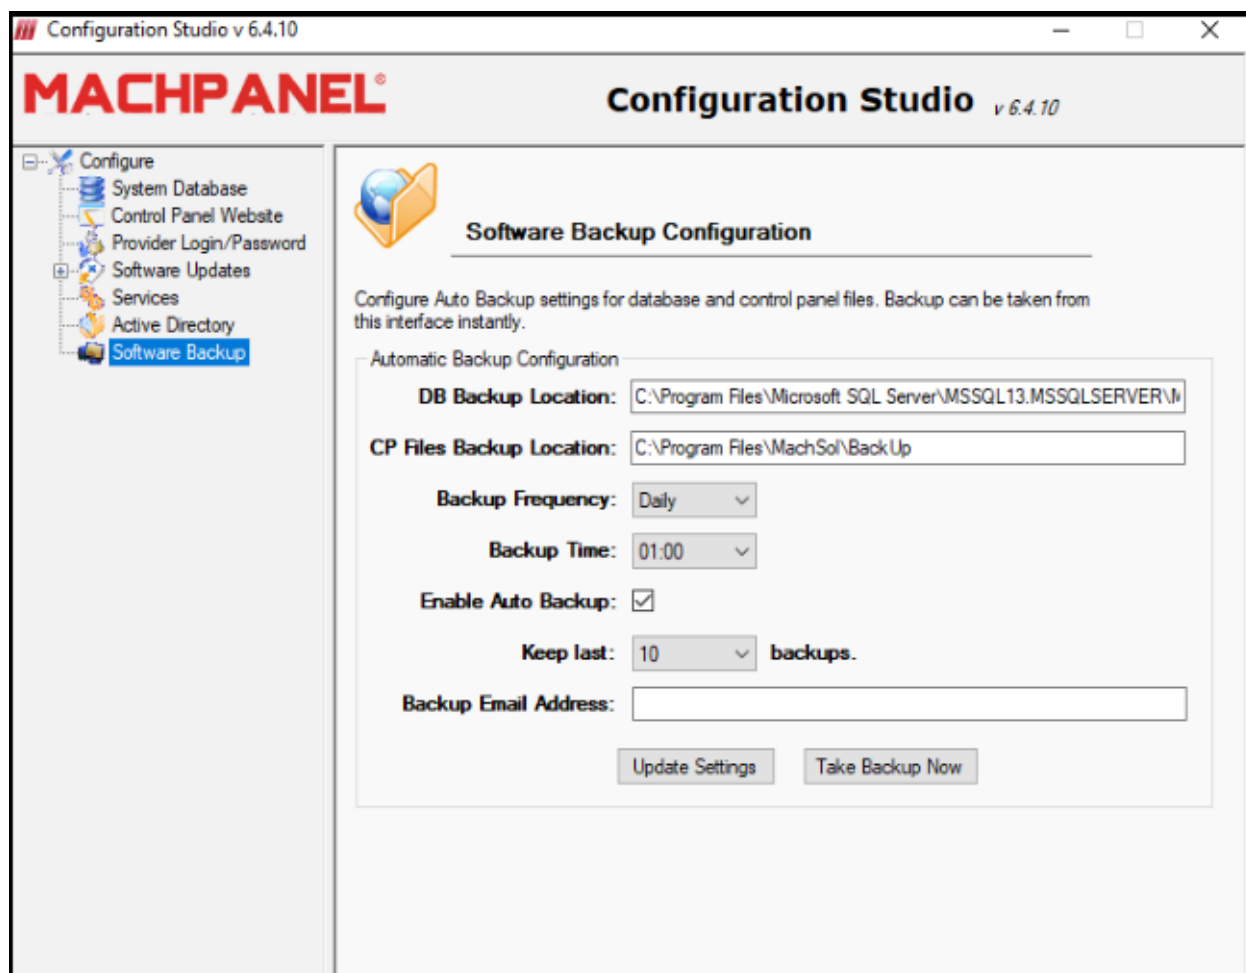 Configuration Studio v 6.4.10
MACHPANEL®
Configuration Studio v 6.4.10
Configure
System Database
Control Panel Website
Provider Login/Password
Software Updates
Services
Active Directory
Software Backup
Software Backup Configuration
Configure Auto Backup settings for database and control panel files. Backup can be taken from
this interface instantly.
Automatic Backup Configuration
DB Backup Location: C:\Program Files\Microsoft SQL Server\MSSQL13.MSSQLSERVER\
CP Files Backup Location: C:\Program Files\MachSol\BackUp
Backup Frequency: Daily
Backup Time: 01:00
Enable Auto Backup:
Keep last: 10 backups.
Backup Email Address:
Update Settings Take Backup Now